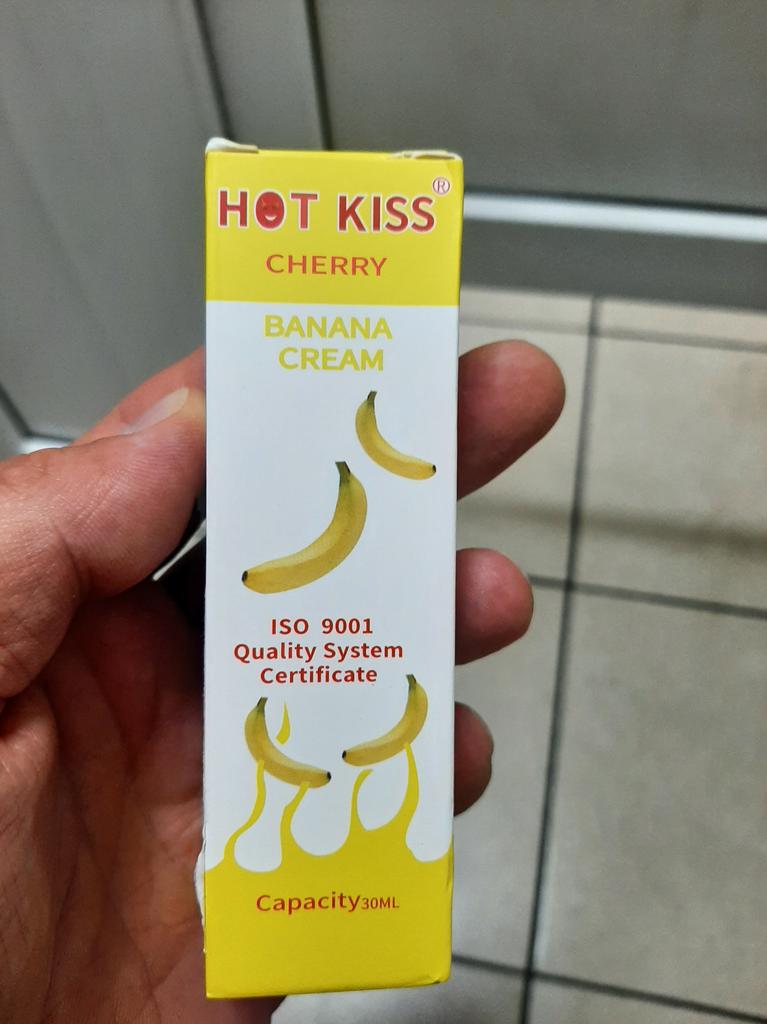 HOT KISS®
CHERRY
BANANA
CREAM
ISO 9001
Quality System
Certificate
Capacity30ML